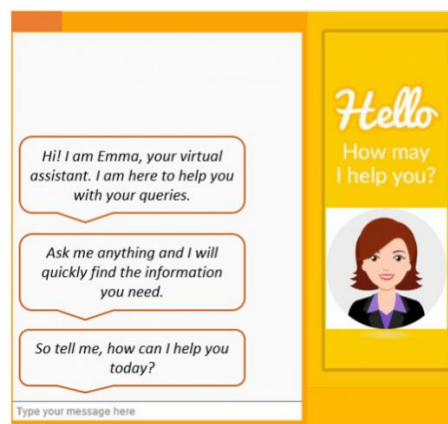 Hi! I am Emma, your virtual
assistant. I am here to help you
with your queries.
Ask me anything and I will
quickly find the information
you need.
So tell me, how can I help you
today?
Type your message here
Hello
How may
I help you?